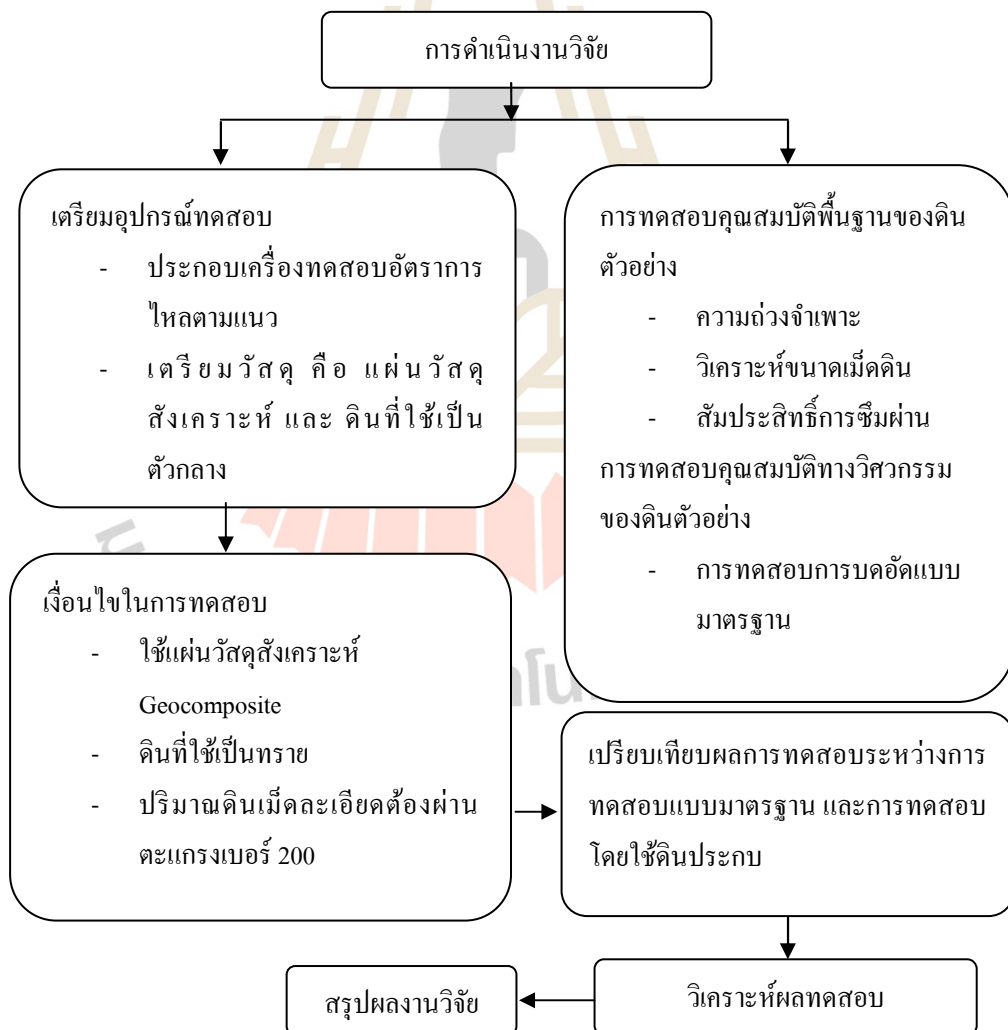 การดำเนินงานวิจัย
เตรียมอุปกรณ์ทดสอบ
- ประกอบเครื่องทดสอบอัตราการ
ไหลตามแนว
- เตรียมวัสดุ คือ แผ่นวัสดุ
สังเคราะห์ และ ดินที่ใช้เป็น
ตัวกลาง
การทดสอบคุณสมบัติพื้นฐานของดิน
ตัวอย่าง
- ความถ่วงจำเพาะ
- วิเคราะห์ขนาดเม็ดดิน
- สัมประสิทธิ์การซึมผ่าน
การทดสอบคุณสมบัติทางวิศวกรรม
ของดินตัวอย่าง
- การทดสอบการบดอัดแบบ
มาตรฐาน
เงื่อนไขในการทดสอบ
- ใช้แผ่นวัสดุสังเคราะห์
Geocomposite
- ดินที่ใช้เป็นทราย
- ปริมาณดินเม็ดละเอียดต้องผ่าน
ตะแกรงเบอร์ 200
เปรียบเทียบผลการทดสอบระหว่างการ
ทดสอบแบบมาตรฐาน และการทดสอบ
โดยใช้ดินประกบ
วิเคราะห์ผลทดสอบ
สรุปผลงานวิจัย